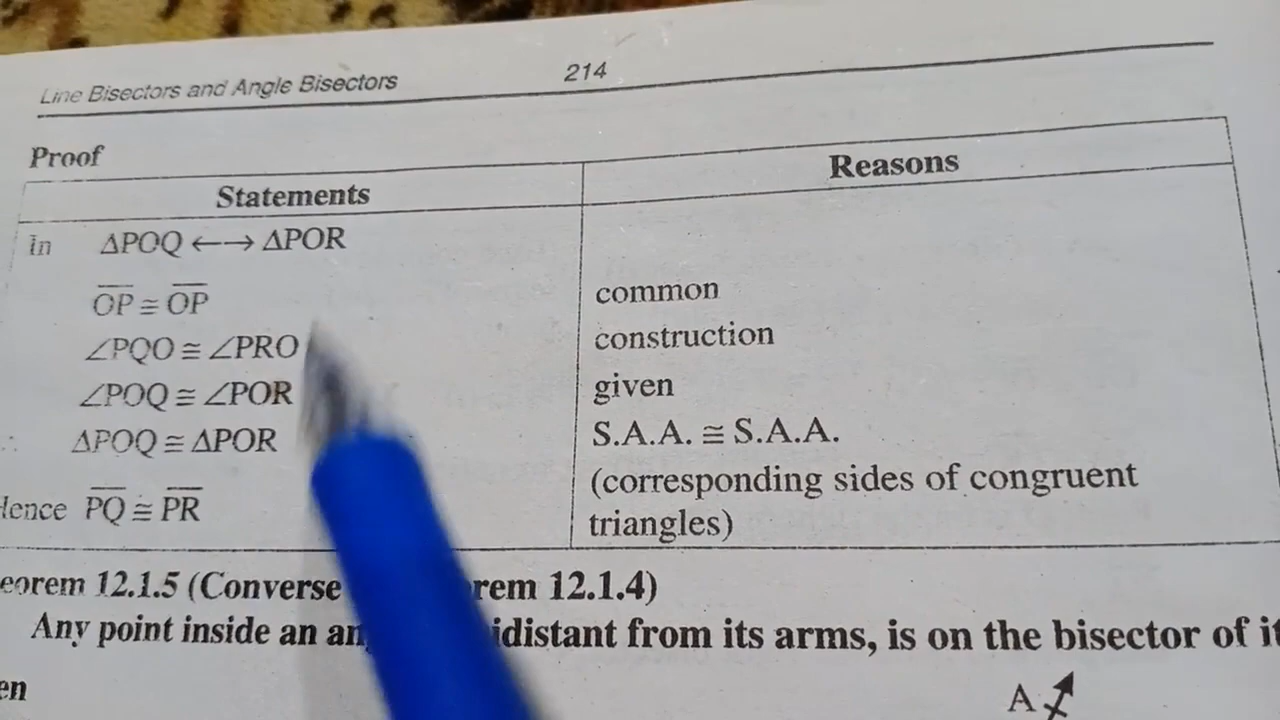 Line Bisectors and Angle Bisectors 214
Proof
Statements Reasons
In ΔPOQ ←→ ΔPOR
OP ≅ OP common
∠PQO ≅ ∠PRO construction
∠POQ ≅ ∠POR given
∴ ΔPOQ ≅ ΔPOR S.A.A. ≅ S.A.A.
Hence PQ ≅ PR (corresponding sides of congruent
triangles)
eorem 12.1.5 (Converse rem 12.1.4)
Any point inside an an idistant from its arms, is on the bisector of it
en
A